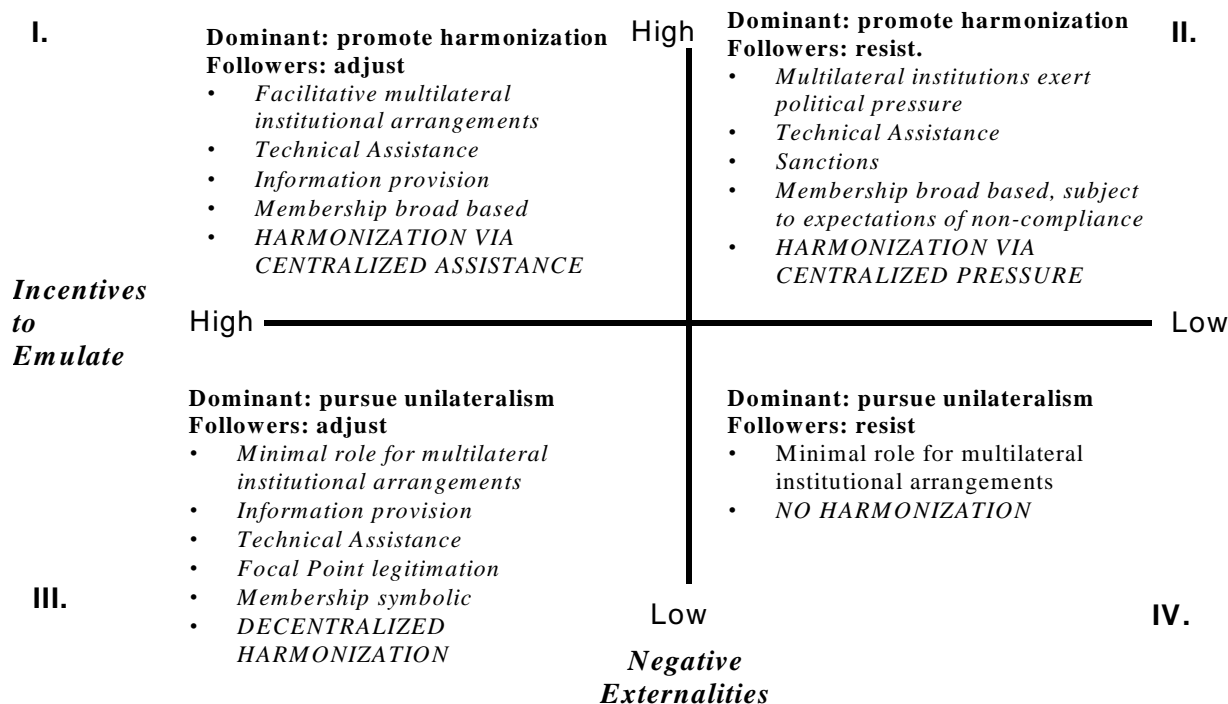 I.
Dominant: promote harmonization
Followers: adjust
• Facilitative multilateral
institutional arrangements
• Technical Assistance
• Information provision
• Membership broad based
• HARMONIZATION VIA
CENTRALIZED ASSISTANCE
High
Dominant: promote harmonization
Followers: resist.
• Multilateral institutions exert
political pressure
• Technical Assistance
• Sanctions
• Membership broad based, subject
to expectations of non-compliance
• HARMONIZATION VIA
CENTRALIZED PRESSURE
II.
Incentives
to
Emulate
High
Low
Dominant: pursue unilateralism
Followers: adjust
• Minimal role for multilateral
institutional arrangements
• Information provision
• Technical Assistance
• Focal Point legitimation
• Membership symbolic
• DECENTRALIZED
HARMONIZATION
III.
Dominant: pursue unilateralism
Followers: resist
• Minimal role for multilateral
institutional arrangements
• NO HARMONIZATION
IV.
Low
Negative
Externalities